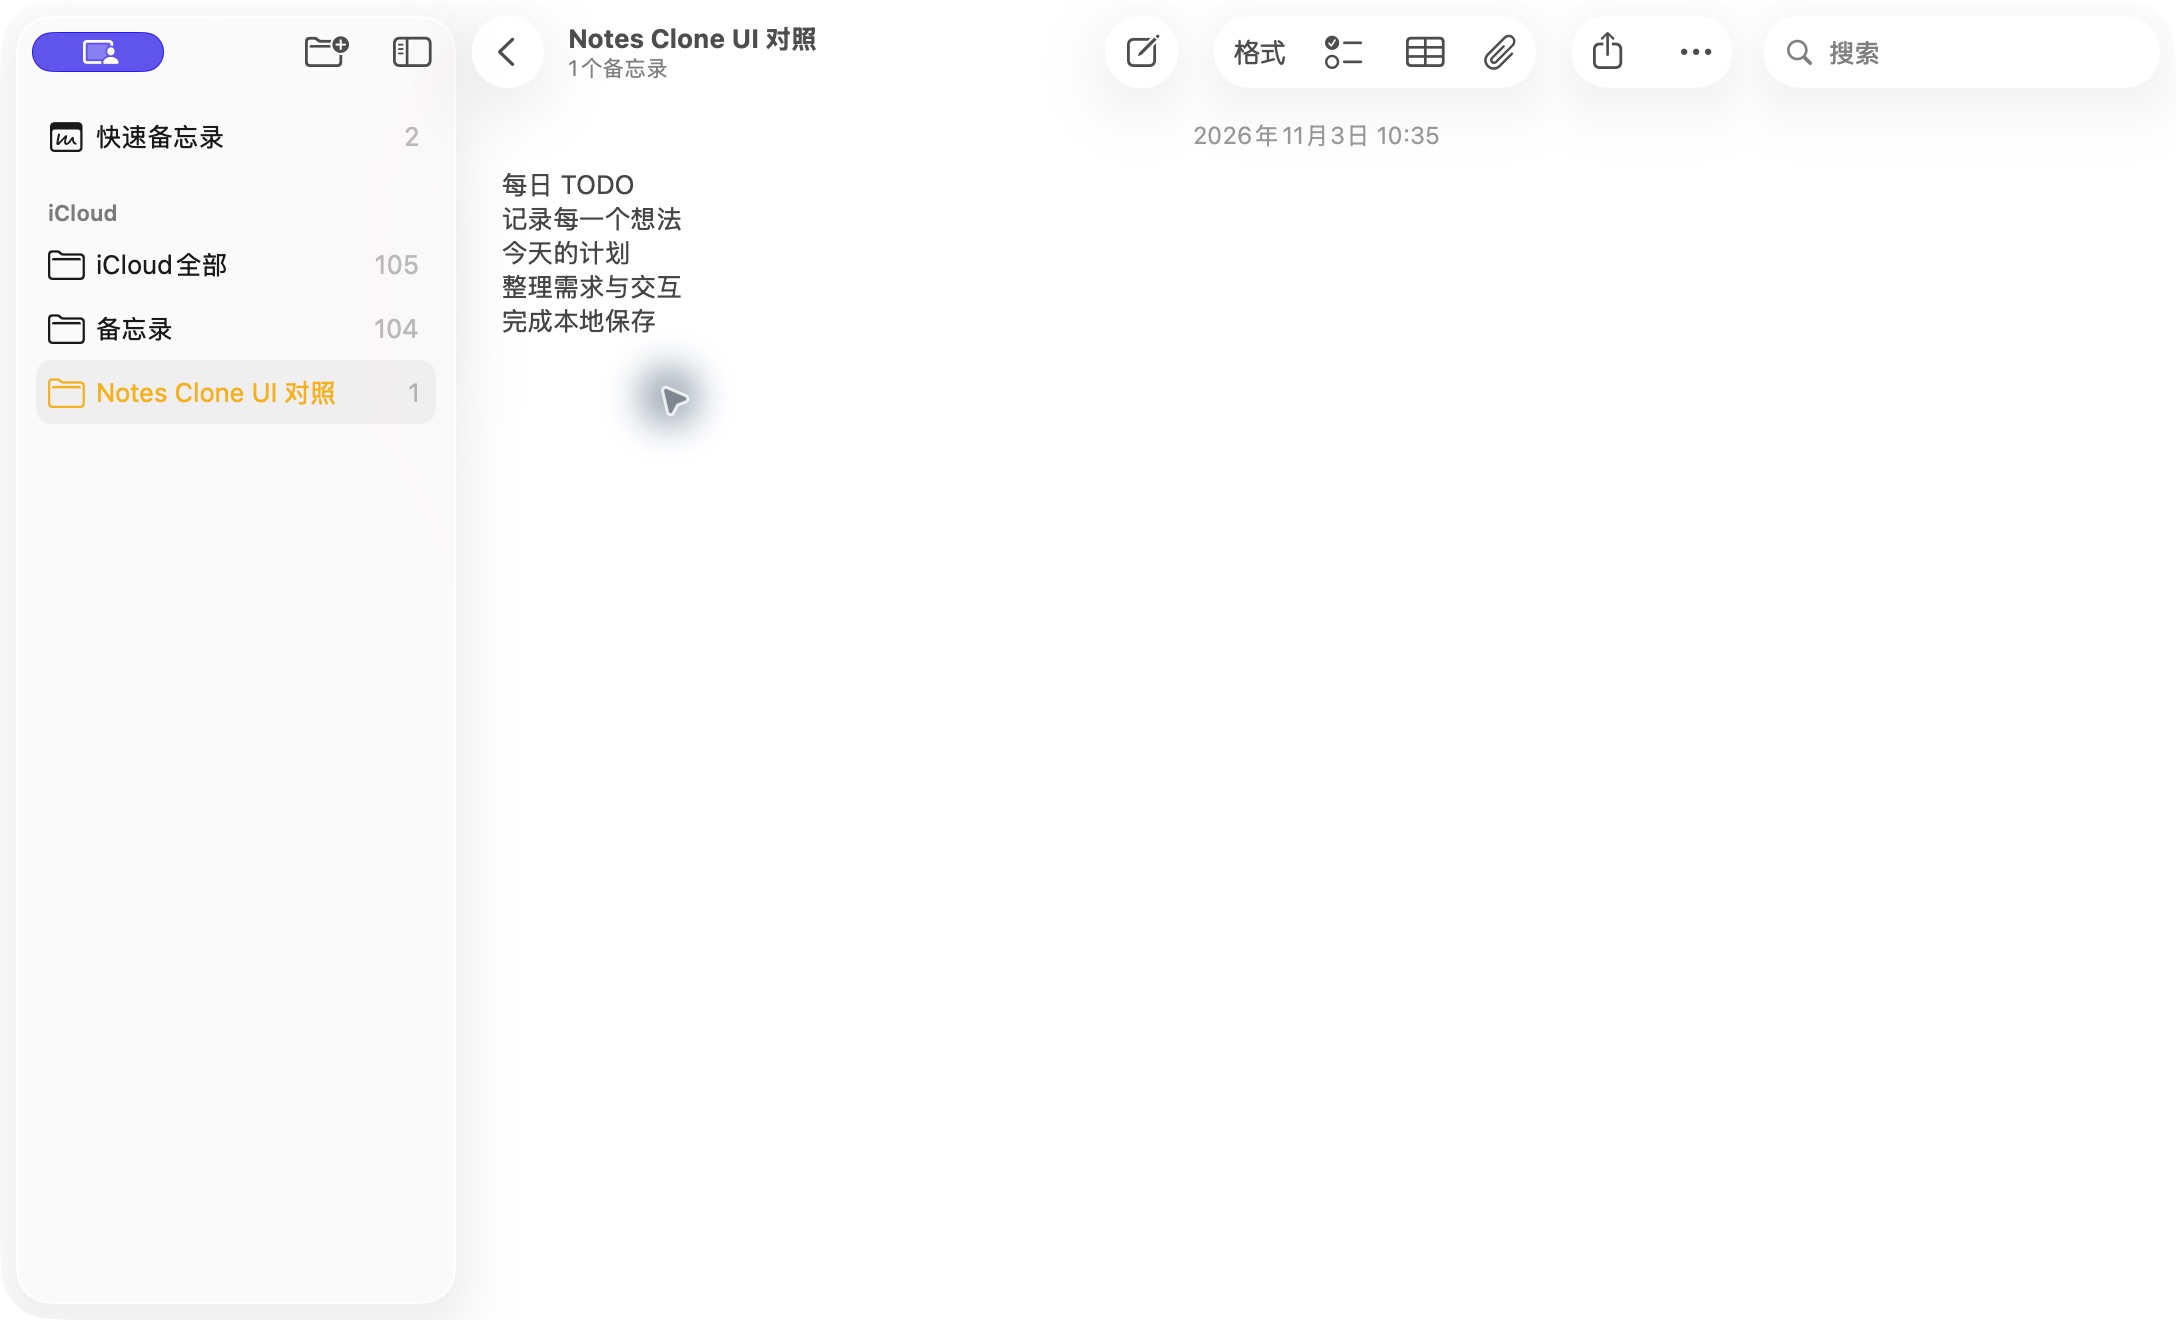 快速备忘录 2
iCloud
iCloud全部 105
备忘录 104
Notes Clone UI 对照 1
Notes Clone UI 对照
1个备忘录
格式
搜索
2026年11月3日 10:35
每日 TODO
记录每一个想法
今天的计划
整理需求与交互
完成本地保存